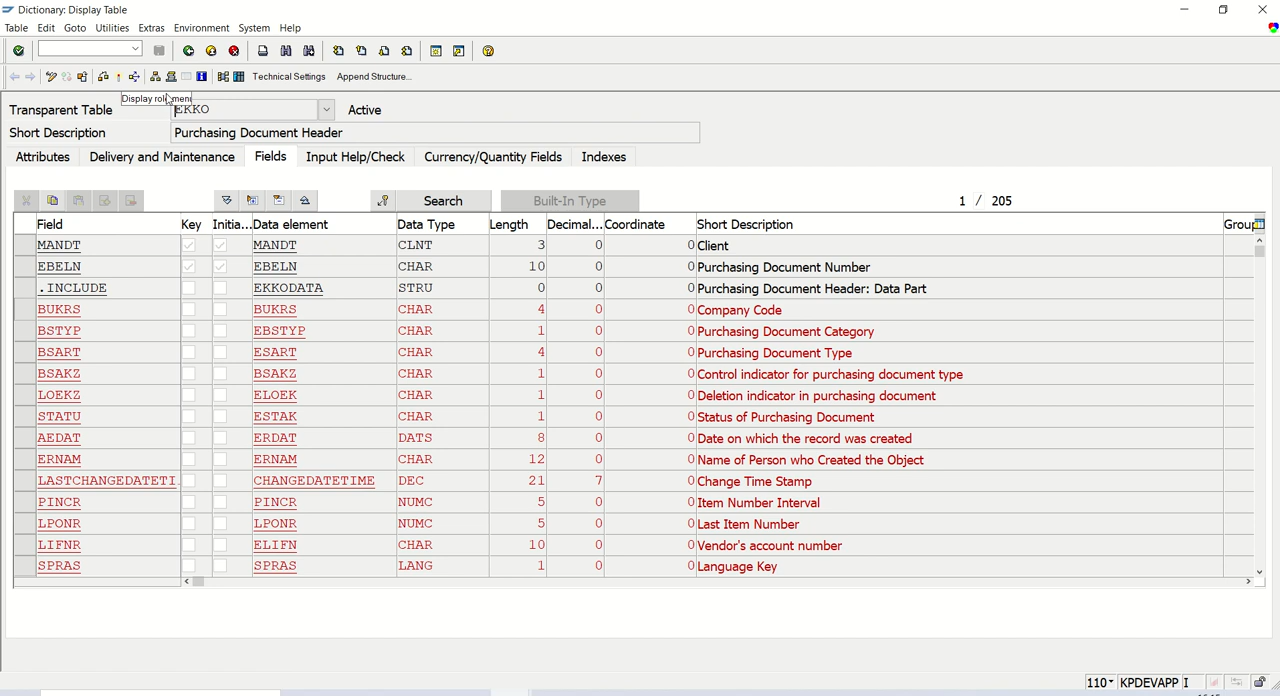 Dictionary: Display Table
Table Edit Goto Utilities Extras Environment System Help
Technical Settings Append Structure...
Display role menu
Transparent Table EKKO Active
Short Description Purchasing Document Header
Attributes Delivery and Maintenance Fields Input Help/Check Currency/Quantity Fields Indexes
Search Built-In Type 1 / 205
Field Key Initia... Data element Data Type Length Decimal... Coordinate Short Description Group
MANDT MANDT CLNT 3 0 0 Client
EBELN EBELN CHAR 10 0 0 Purchasing Document Number
.INCLUDE EKKODATA STRU 0 0 0 Purchasing Document Header: Data Part
BUKRS BUKRS CHAR 4 0 0 Company Code
BSTYP EBSTYP CHAR 1 0 0 Purchasing Document Category
BSART ESART CHAR 4 0 0 Purchasing Document Type
BSAKZ BSAKZ CHAR 1 0 0 Control indicator for purchasing document type
LOEKZ ELOEK CHAR 1 0 0 Deletion indicator in purchasing document
STATU ESTAK CHAR 1 0 0 Status of Purchasing Document
AEDAT ERDAT DATS 8 0 0 Date on which the record was created
ERNAM ERNAM CHAR 12 0 0 Name of Person who Created the Object
LASTCHANGEDATETI. CHANGEDATETIME DEC 21 7 0 Change Time Stamp
PINCR PINCR NUMC 5 0 0 Item Number Interval
LPONR LPONR NUMC 5 0 0 Last Item Number
LIFNR ELIFN CHAR 10 0 0 Vendor's account number
SPRAS SPRAS LANG 1 0 0 Language Key
110 KPDEVAPP I